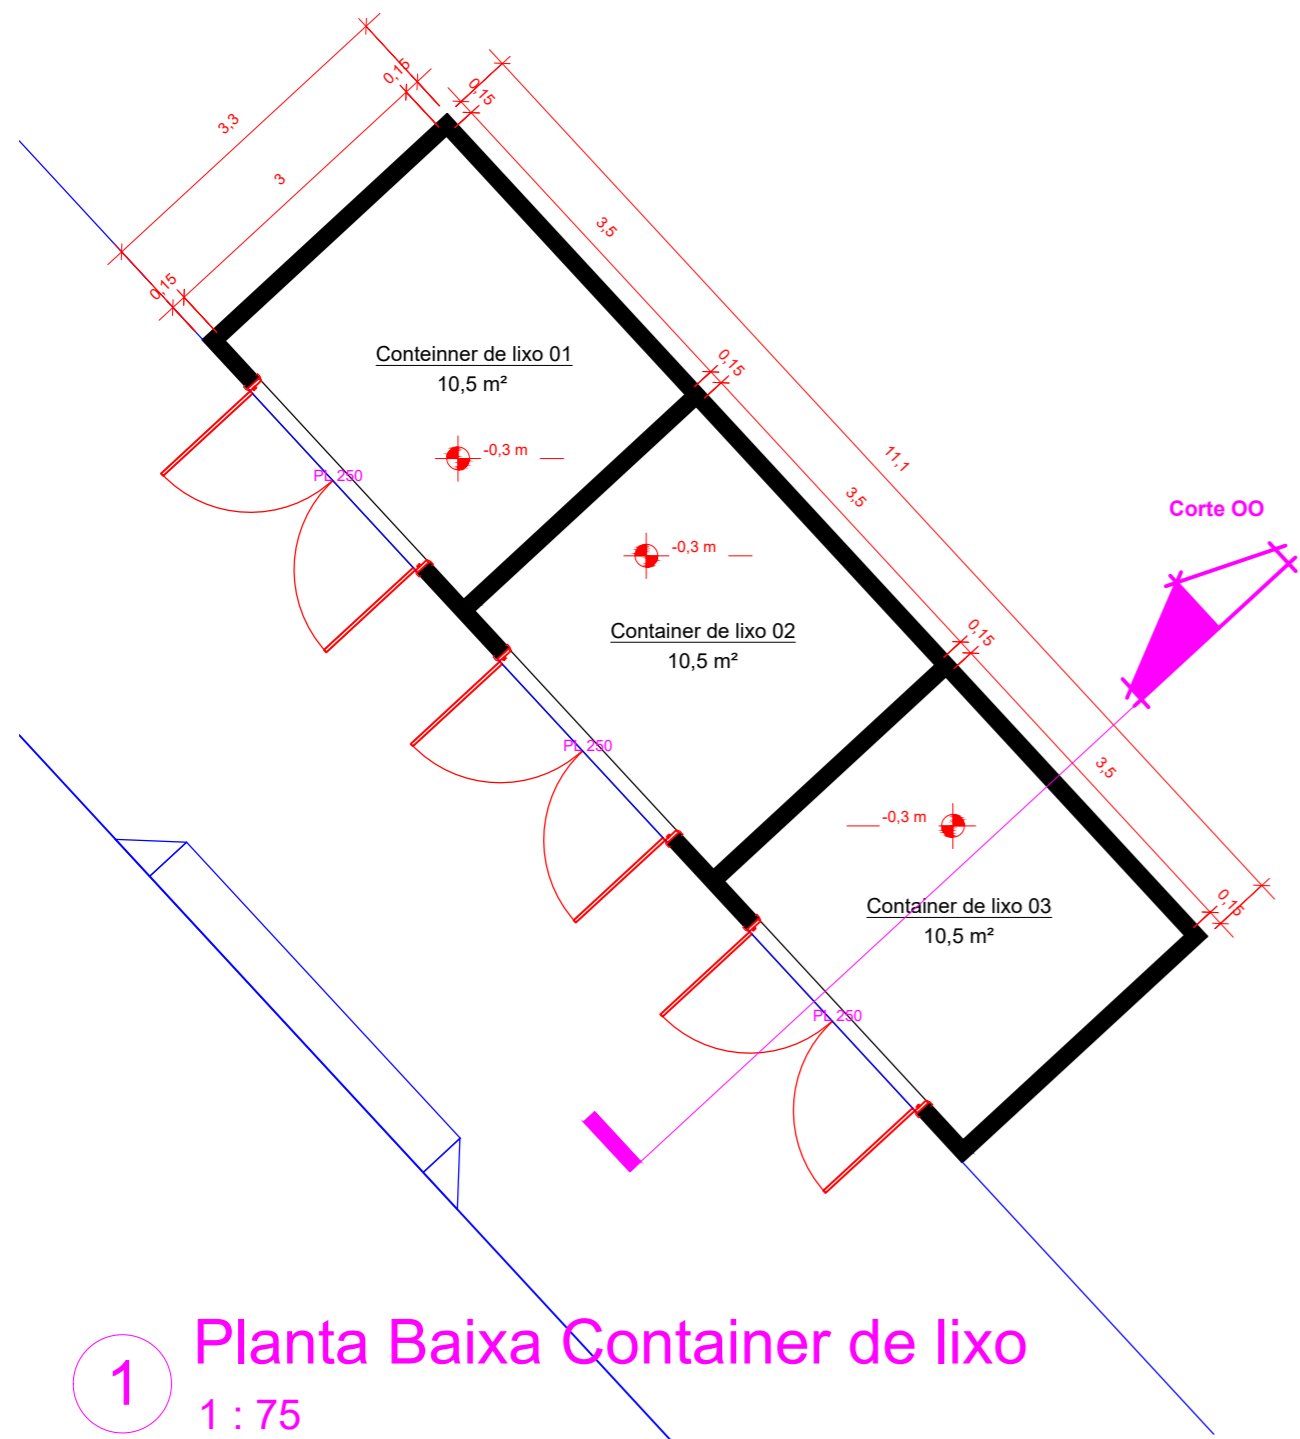 0,15
0,15
3,3
3
3,5
0,15
Conteinner de lixo 01
10,5 m²
0,15
-0,3 m
PL 250
11,1
3,5
Corte OO
-0,3 m
Container de lixo 02
10,5 m²
0,15
PL 250
3,5
-0,3 m
Container de lixo 03
10,5 m²
0,15
PL 250
Planta Baixa Container de lixo
1
1 : 75